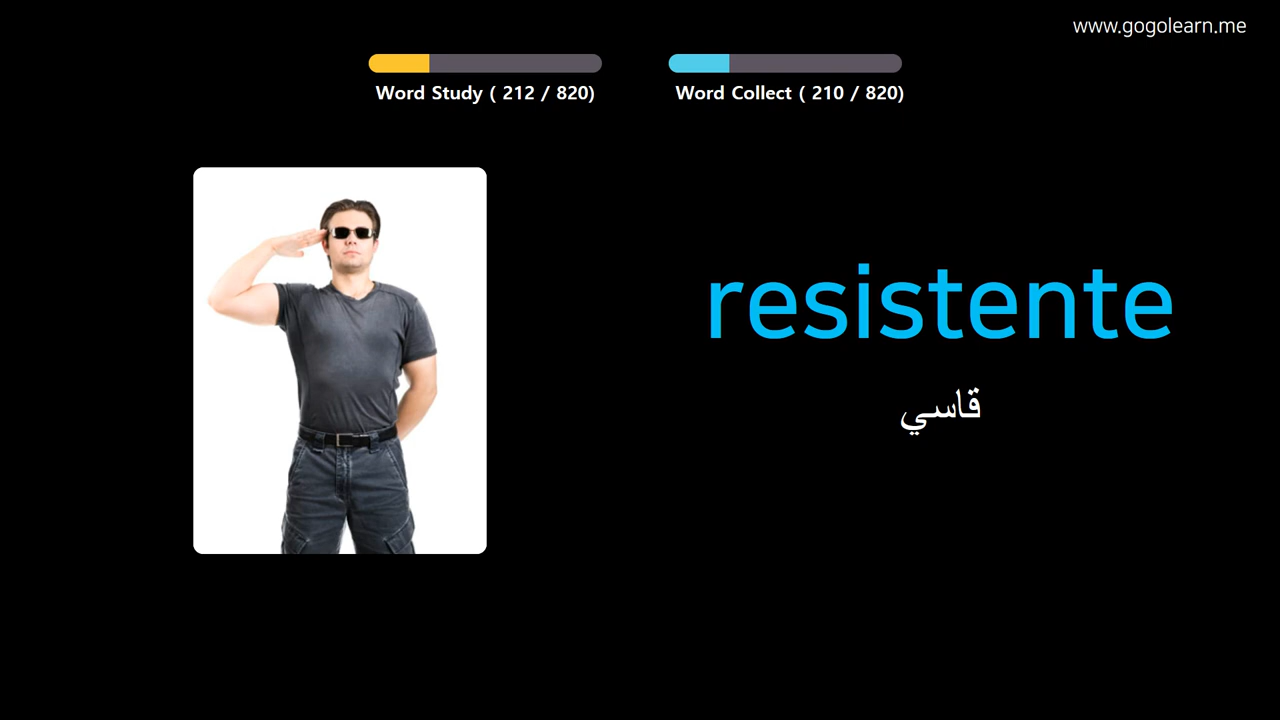 www.gogolearn.me
Word Study ( 212 / 820)
Word Collect ( 210 / 820)
resistente
قاسي